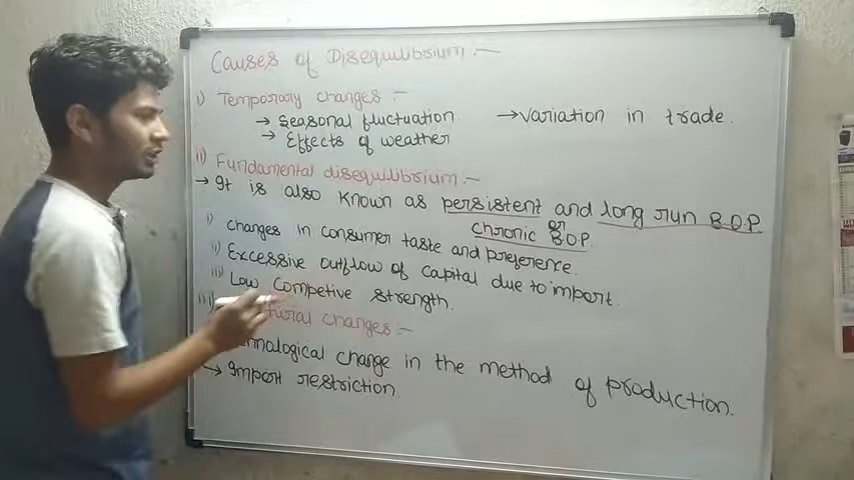 Causes of Disequilibrium :-
i) Temporary changes :-
→ Seasonal fluctuation → Variation in trade.
→ Effects of weather
ii) Fundamental disequilibrium :-
→ It is also known as persistent and long run B.O.P
or
chronic B.O.P.
i) changes in consumer taste and preference.
ii) Excessive outflow of capital due to import.
iii) Low Competive strength.
iii) changes :-
change in the method of production.
→ Import restriction.